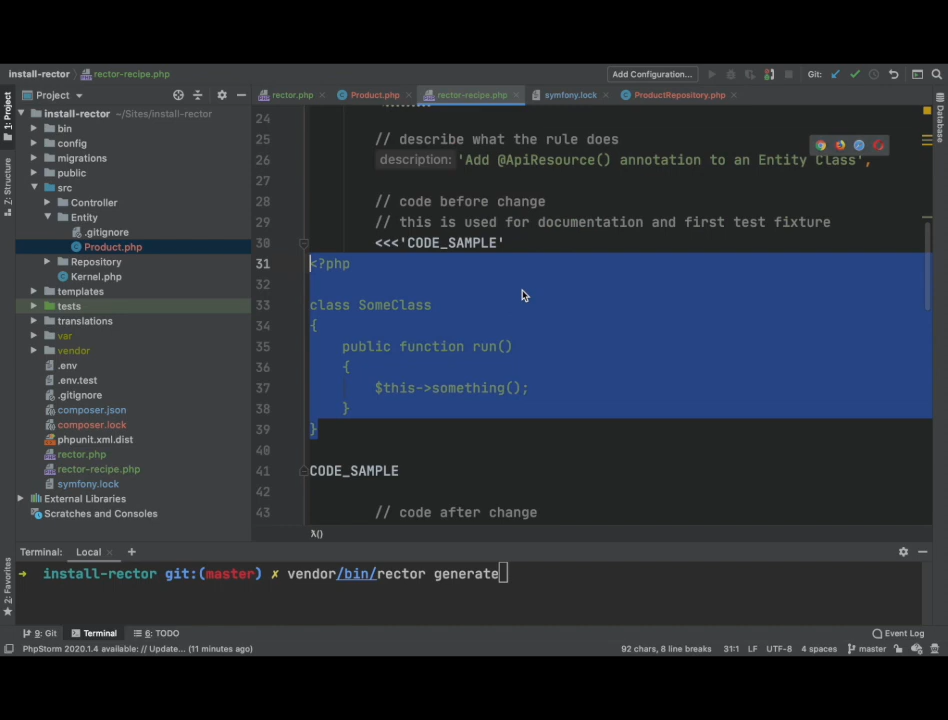 install-rector rector-recipe.php Add Configuration... Git:
1: Project Project rector.php Product.php rector-recipe.php symfony.lock ProductRepository.php Database
install-rector ~/Sites/install-rector
bin
config
migrations
public
src
Controller
Entity
.gitignore
Product.php
Repository
Kernel.php
templates
tests
translations
var
vendor
.env
.env.test
.gitignore
composer.json
composer.lock
phpunit.xml.dist
rector.php
rector-recipe.php
symfony.lock
External Libraries
Scratches and Consoles
Z: Structure
2: Favorites
24
25 // describe what the rule does
26 description: 'Add @ApiResource() annotation to an Entity Class',
27
28 // code before change
29 // this is used for documentation and first test fixture
30 <<<'CODE_SAMPLE'
31 <?php
32
33 class SomeClass
34 {
35 public function run()
36 {
37 $this->something();
38 }
39 }
40
41 CODE_SAMPLE
42
43 // code after change
λ()
Terminal: Local +
→ install-rector git:(master) ✗ vendor/bin/rector generate
9: Git Terminal 6: TODO Event Log
PhpStorm 2020.1.4 available: // Update... (11 minutes ago) 92 chars, 8 line breaks 31:1 LF UTF-8 4 spaces master